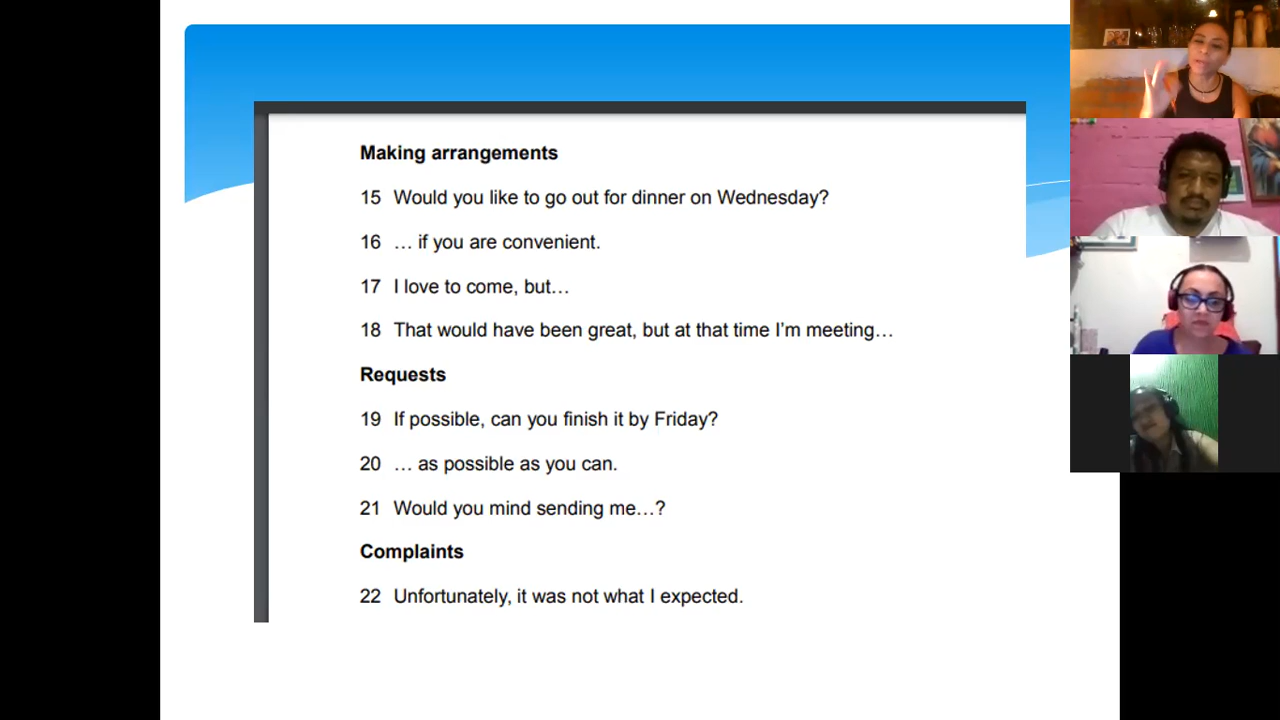 Making arrangements
15 Would you like to go out for dinner on Wednesday?
16 … if you are convenient.
17 I love to come, but…
18 That would have been great, but at that time I'm meeting…
Requests
19 If possible, can you finish it by Friday?
20 … as possible as you can.
21 Would you mind sending me…?
Complaints
22 Unfortunately, it was not what I expected.